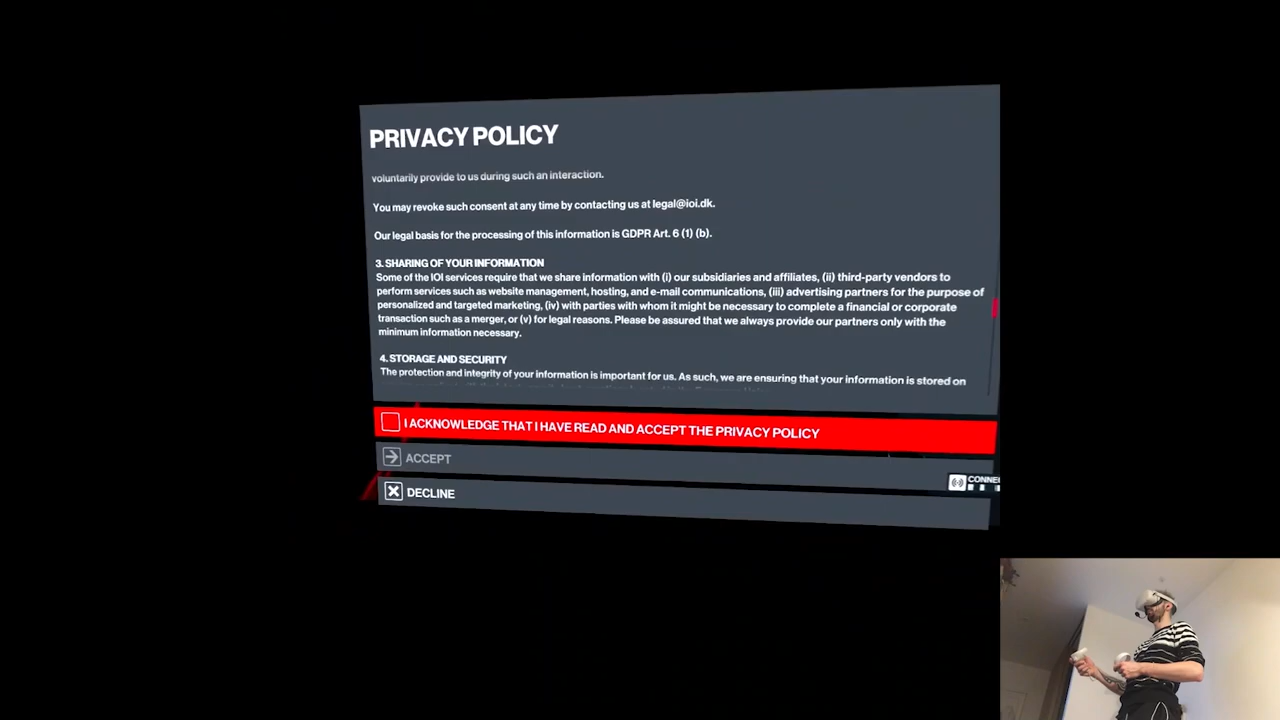 PRIVACY POLICY
voluntarily provide to us during such an interaction.
You may revoke such consent at any time by contacting us at legal@ioi.dk.
Our legal basis for the processing of this information is GDPR Art. 6 (1) (b).
3. SHARING OF YOUR INFORMATION
Some of the IOI services require that we share information with (i) our subsidiaries and affiliates, (ii) third-party vendors to
perform services such as website management, hosting, and e-mail communications, (iii) advertising partners for the purpose of
personalized and targeted marketing, (iv) with parties with whom it might be necessary to complete a financial or corporate
transaction such as a merger, or (v) for legal reasons. Please be assured that we always provide our partners only with the
minimum information necessary.
4. STORAGE AND SECURITY
The protection and integrity of your information is important for us. As such, we are ensuring that your information is stored on
I ACKNOWLEDGE THAT I HAVE READ AND ACCEPT THE PRIVACY POLICY
ACCEPT
CONNE
DECLINE